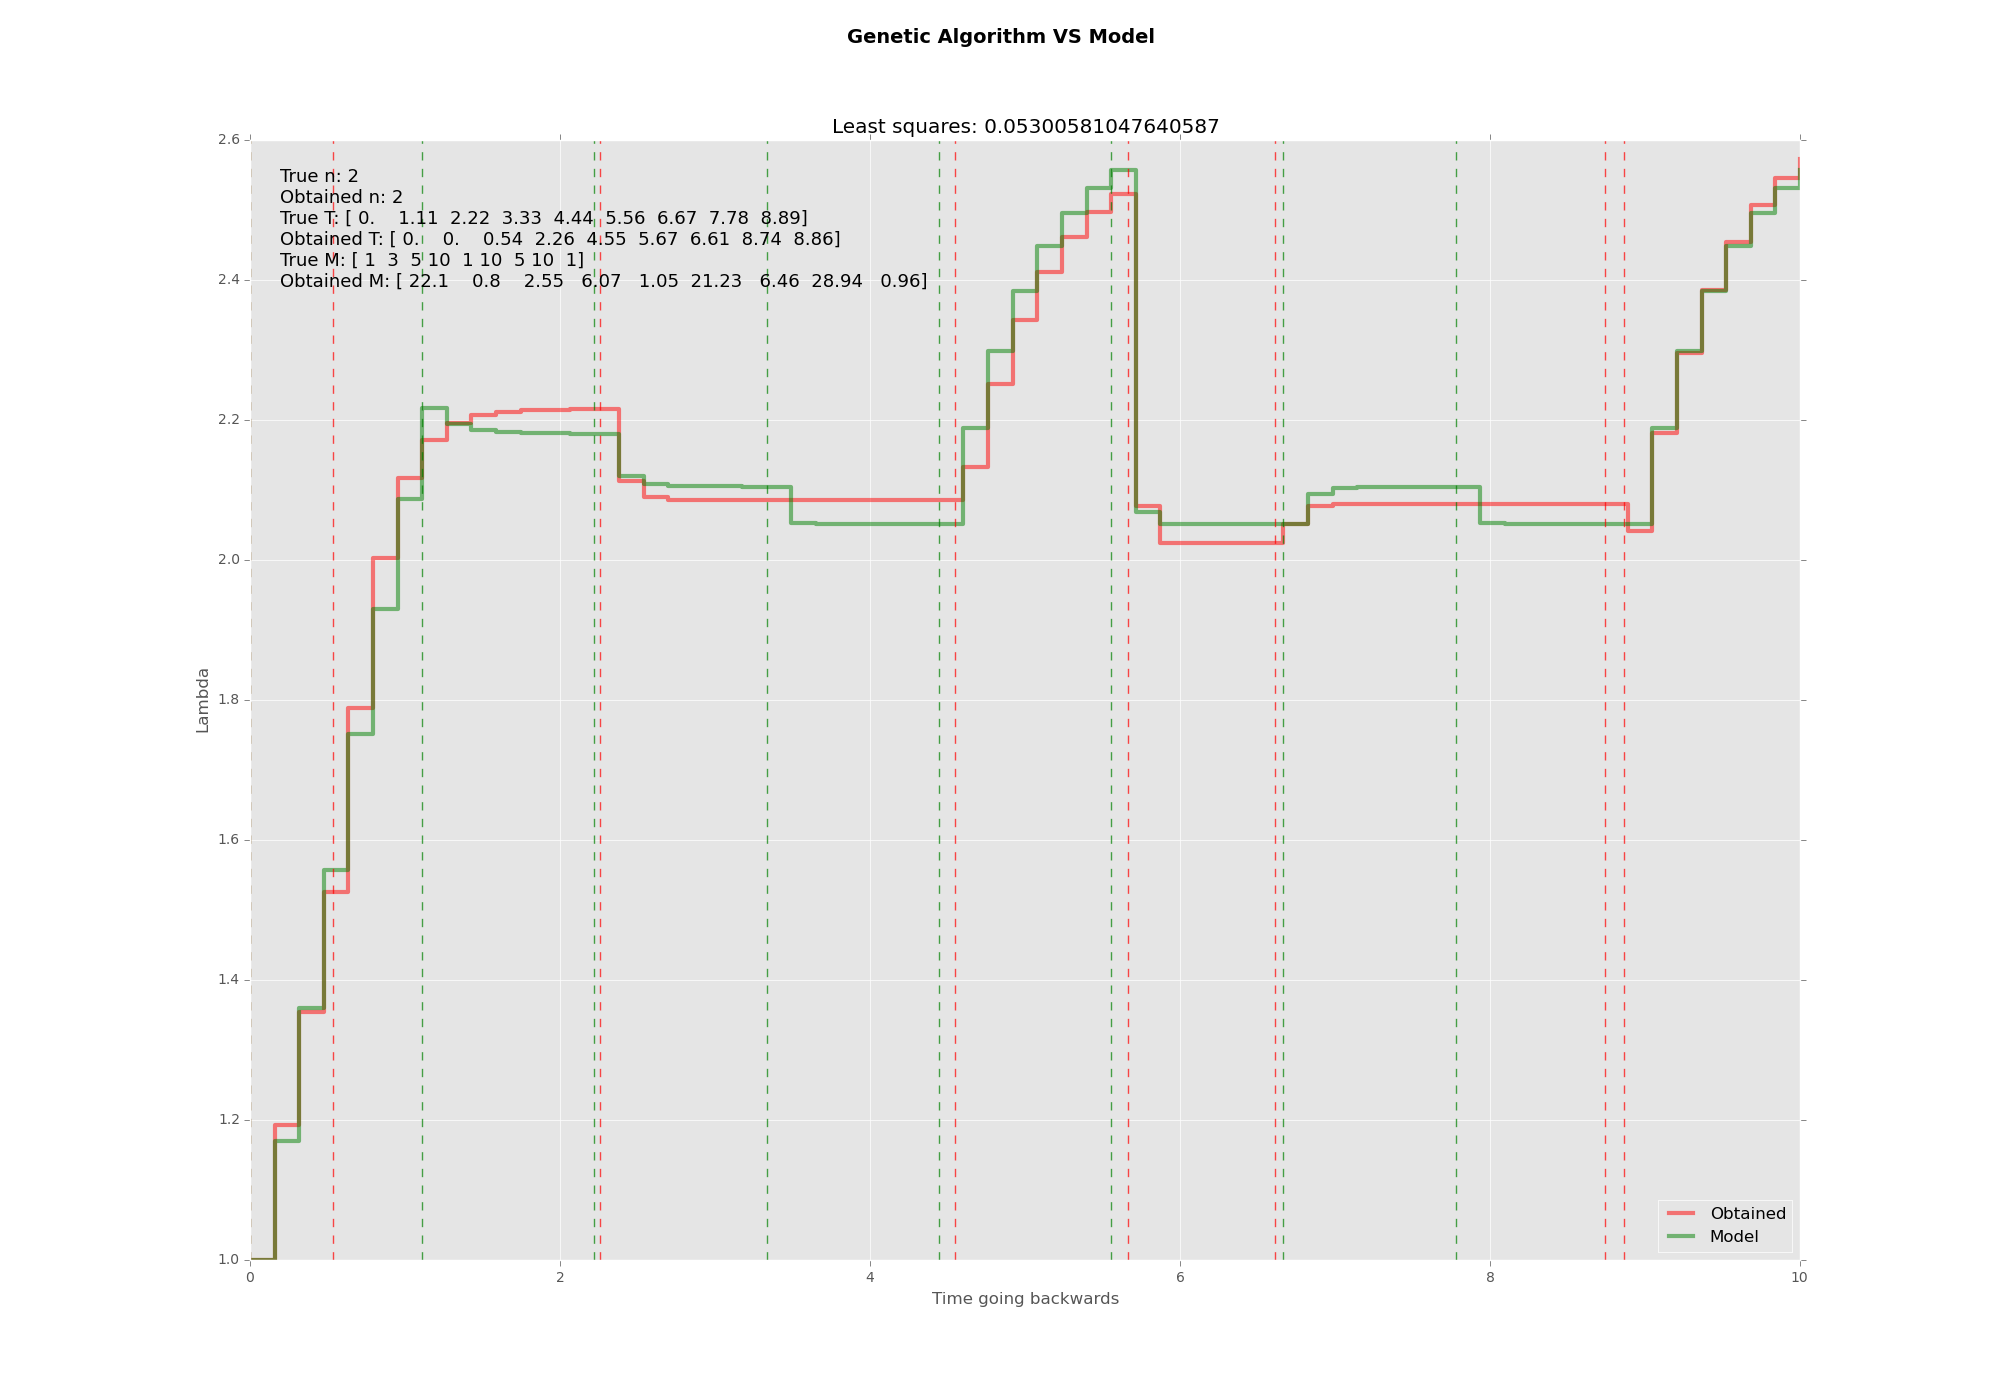 Genetic Algorithm VS Model
Least squares: 0.05300581047640587
True n: 2
Obtained n: 2
True T: [ 0.    1.11  2.22  3.33  4.44  5.56  6.67  7.78  8.89]
Obtained T: [ 0.    0.    0.54  2.26  4.55  5.67  6.61  8.74  8.86]
True M: [ 1  3  5 10  1 10  5 10  1]
Obtained M: [ 22.1    0.8    2.55   6.07   1.05  21.23   6.46  28.94   0.96]
2.6
2.4
2.2
2.0
1.8
1.6
1.4
1.2
1.0
Lambda
0 2 4 6 8 10
Time going backwards
Obtained
Model